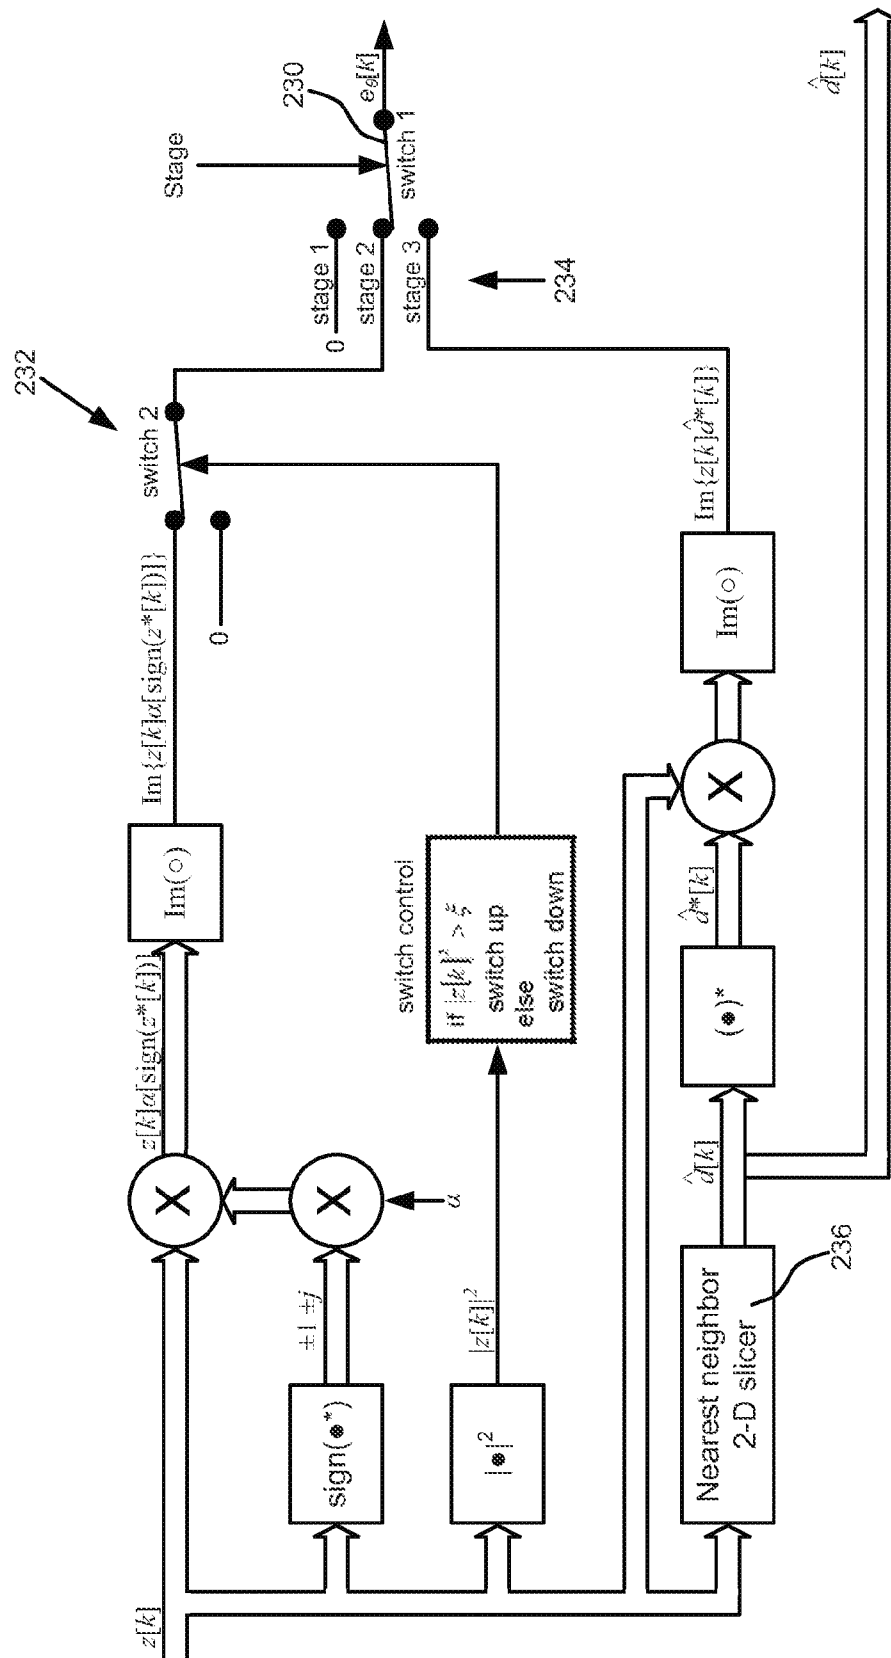 z[k]
sign(●*)
±1 ±j
X
X
α
z[k]α[sign(z*[k])]
Im(○)
Im{z[k]α[sign(z*[k])]}
0
switch 2
232
|●|²
|z[k]|²
switch control
if |z[k]|² > ξ
switch up
else
switch down
0
stage 1
stage 2
stage 3
Stage
switch 1
230
eθ[k]
234
Nearest neighbor
2-D slicer
236
d̂[k]
(●)*
d̂*[k]
X
Im(○)
Im{z[k]d̂*[k]}
d̂[k]